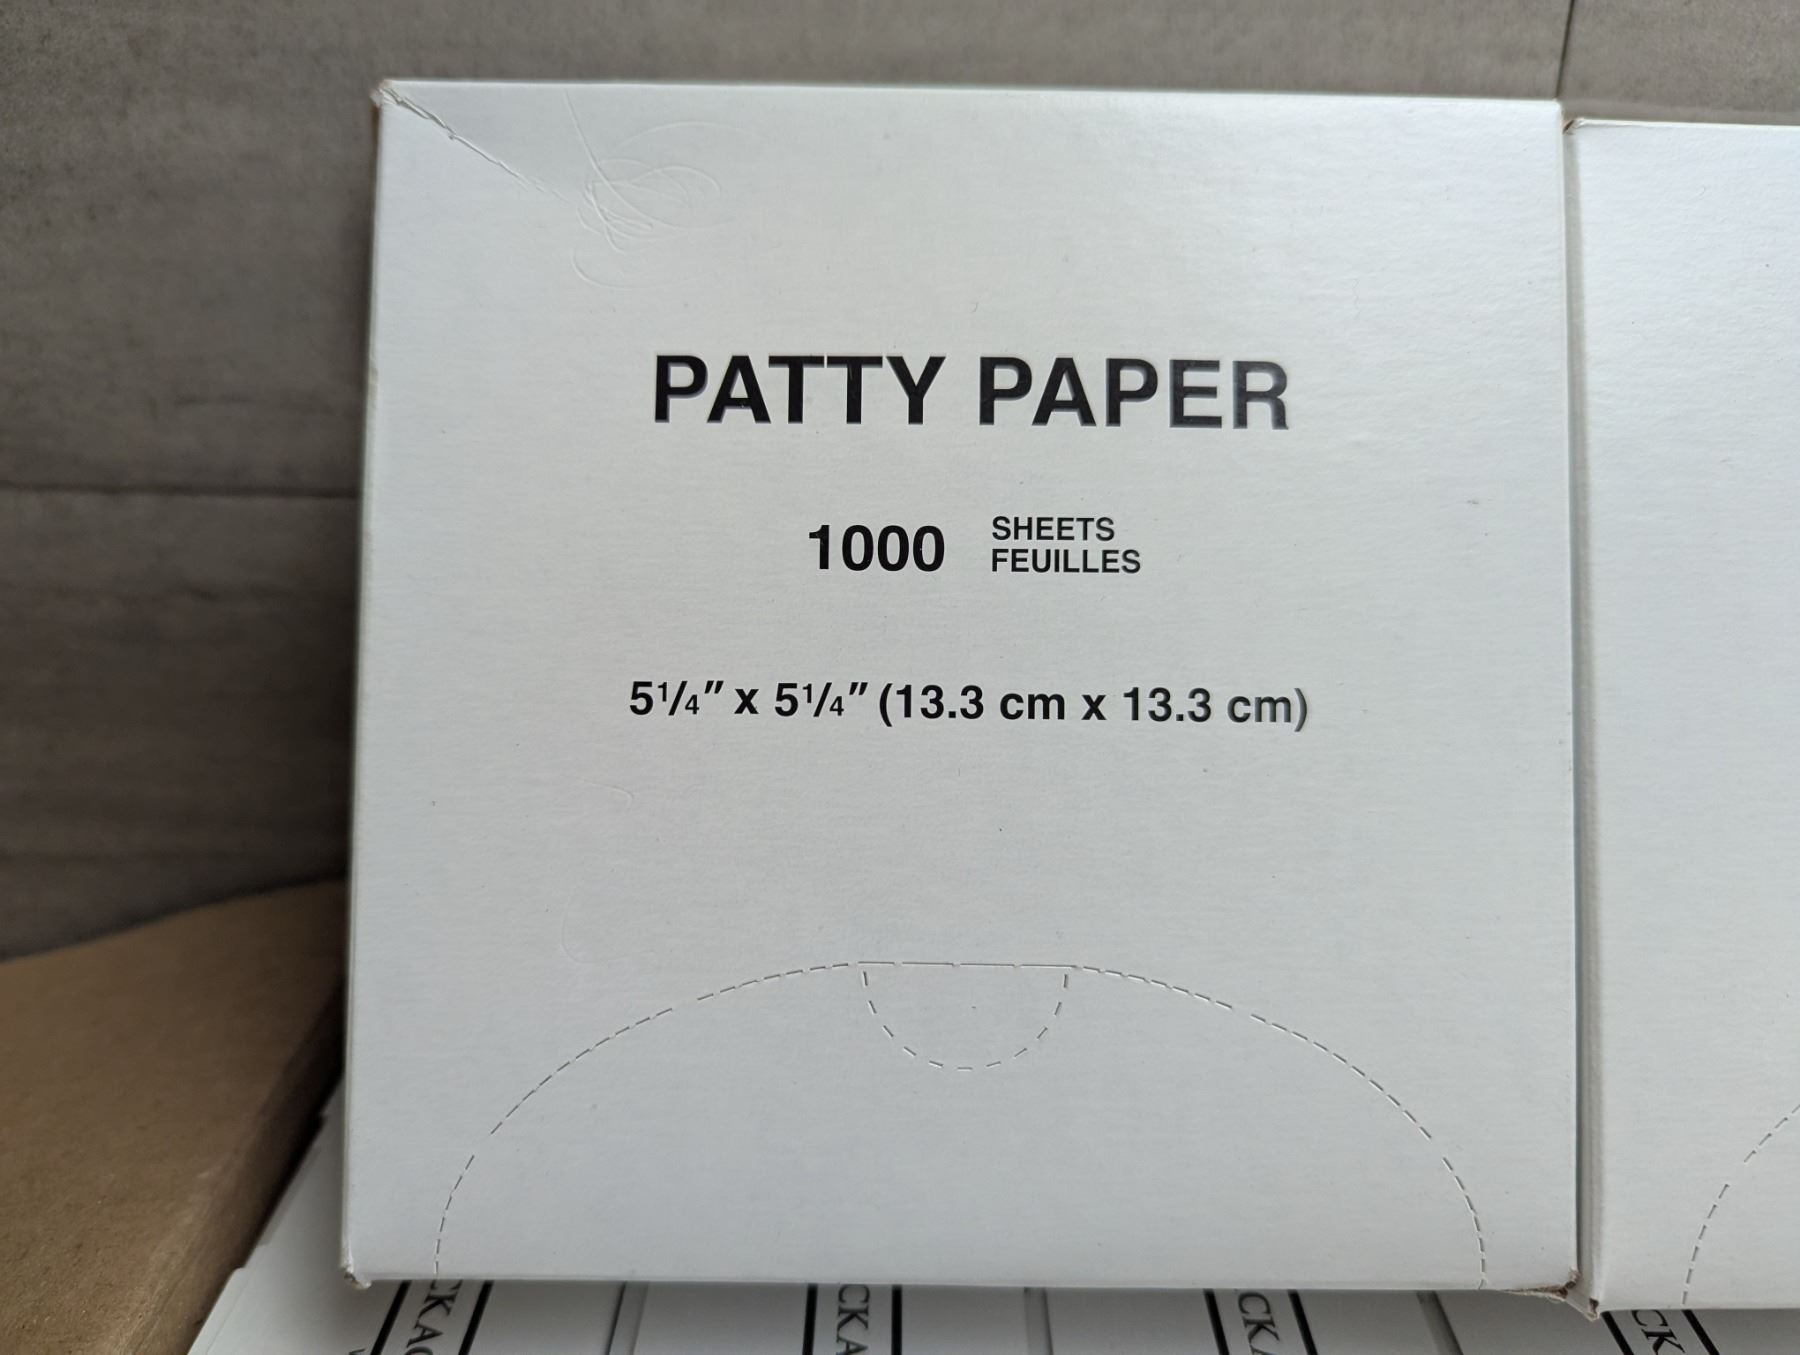 PATTY PAPER
1000 SHEETS
FEUILLES
5¼" x 5¼" (13.3 cm x 13.3 cm)